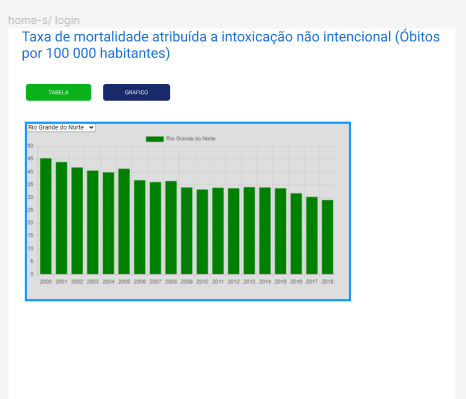 home-s/ login
Taxa de mortalidade atribuída a intoxicação não intencional (Óbitos
por 100 000 habitantes)
TABELA GRAFICO
Rio Grande do Norte
Rio Grande do Norte
50
45
40
35
30
25
20
15
10
5
0
2000 2001 2002 2003 2004 2005 2006 2007 2008 2009 2010 2011 2012 2013 2014 2015 2016 2017 2018